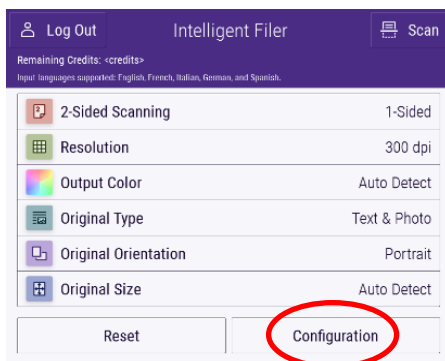 Log Out Intelligent Filer Scan
Remaining Credits: <credits>
Input languages supported: English, French, Italian, German, and Spanish.
2-Sided Scanning 1-Sided
Resolution 300 dpi
Output Color Auto Detect
Original Type Text & Photo
Original Orientation Portrait
Original Size Auto Detect
Reset Configuration